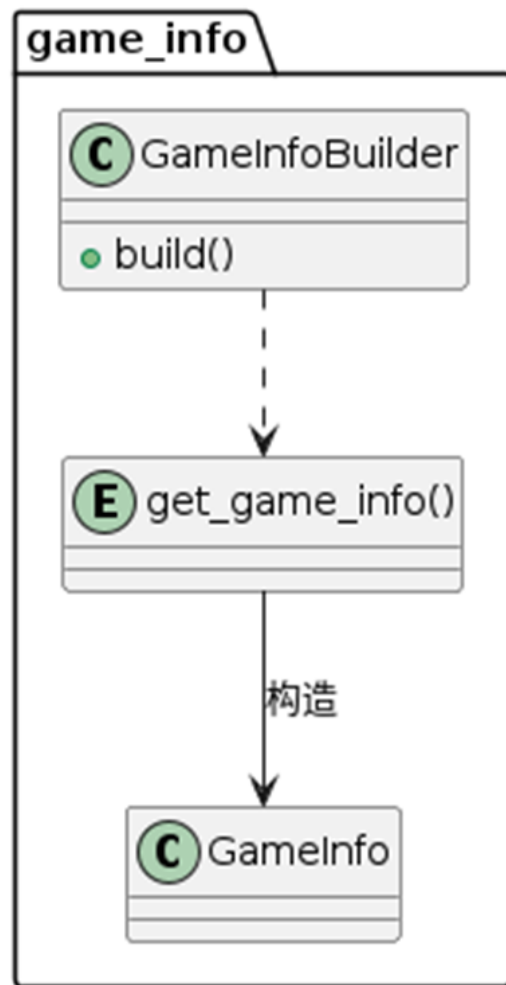 game_info
C GameInfoBuilder
build()
E get_game_info()
构造
C GameInfo